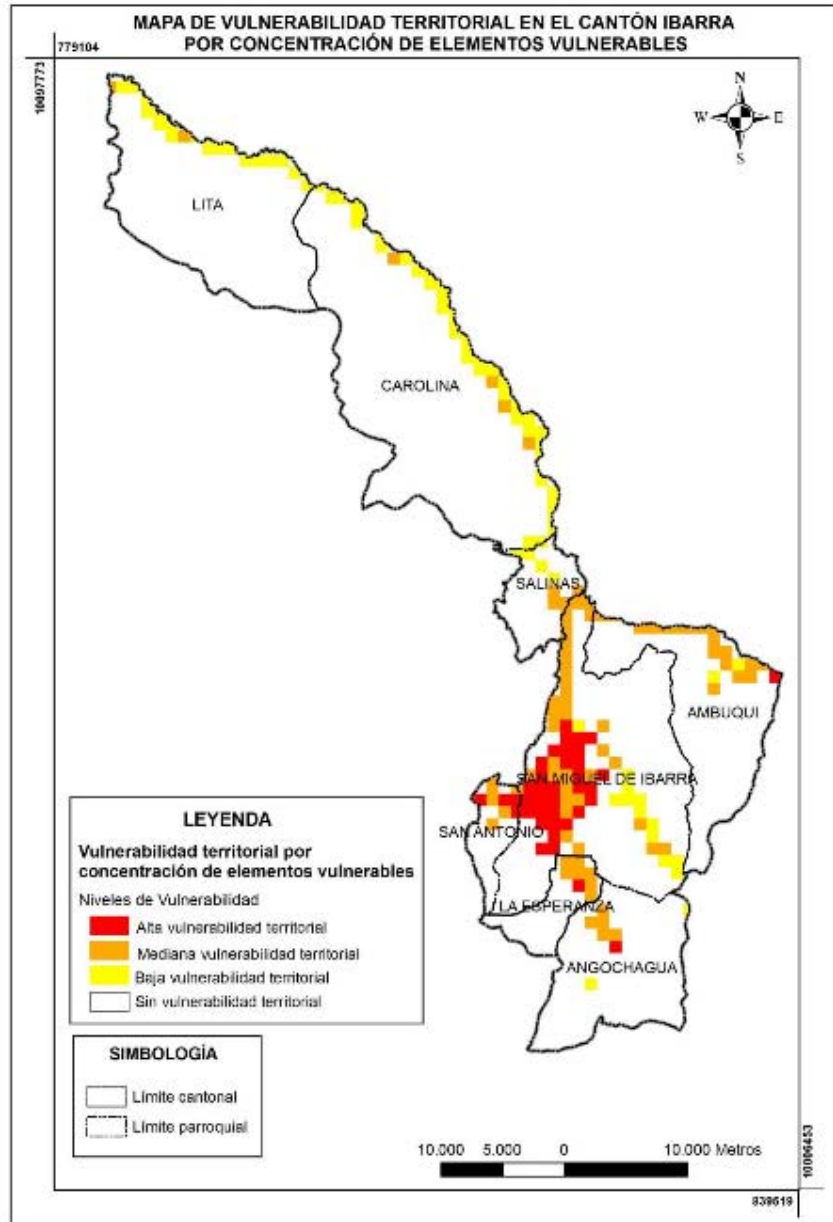 MAPA DE VULNERABILIDAD TERRITORIAL EN EL CANTÓN IBARRA
POR CONCENTRACIÓN DE ELEMENTOS VULNERABLES
779104
10097773
N
W E
S
LITA
CAROLINA
SALINAS
AMBUQUI
SAN MIGUEL DE IBARRA
SAN ANTONIO
LA ESPERANZA
ANGOCHAGUA
LEYENDA
Vulnerabilidad territorial por
concentración de elementos vulnerables
Niveles de Vulnerabilidad
Alta vulnerabilidad territorial
Mediana vulnerabilidad territorial
Baja vulnerabilidad territorial
Sin vulnerabilidad territorial
SIMBOLOGÍA
Límite cantonal
Límite parroquial
10.000 5.000 0 10.000 Metros
10006453
839619